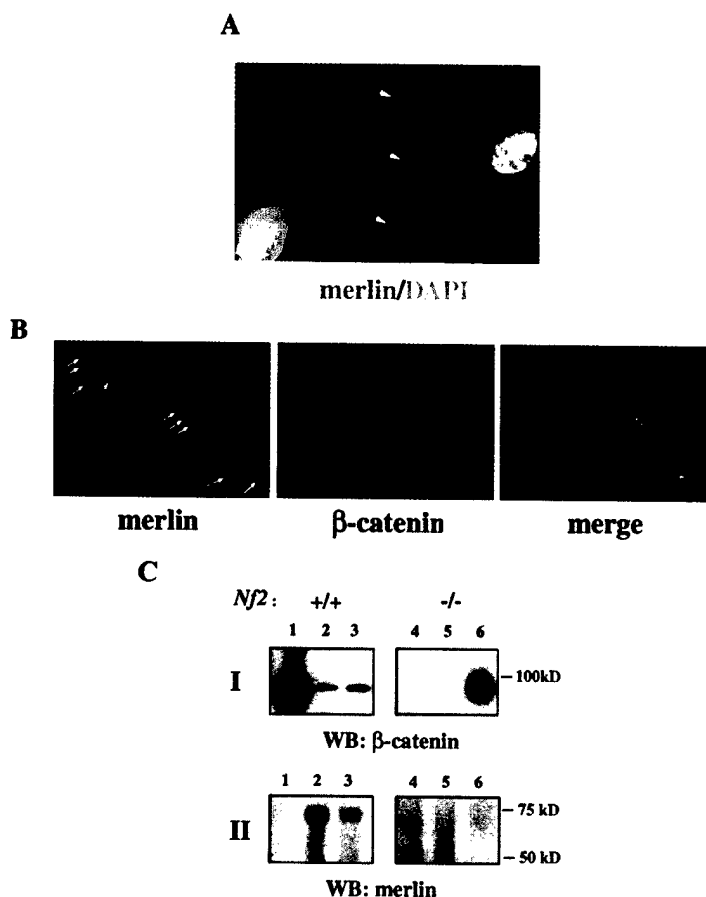 A
merlin/DAPI
B
merlin
β-catenin
merge
C
Nf2 : +/+ -/-
1 2 3 4 5 6
I
100kD
WB: β-catenin
1 2 3 4 5 6
II
75 kD
50 kD
WB: merlin